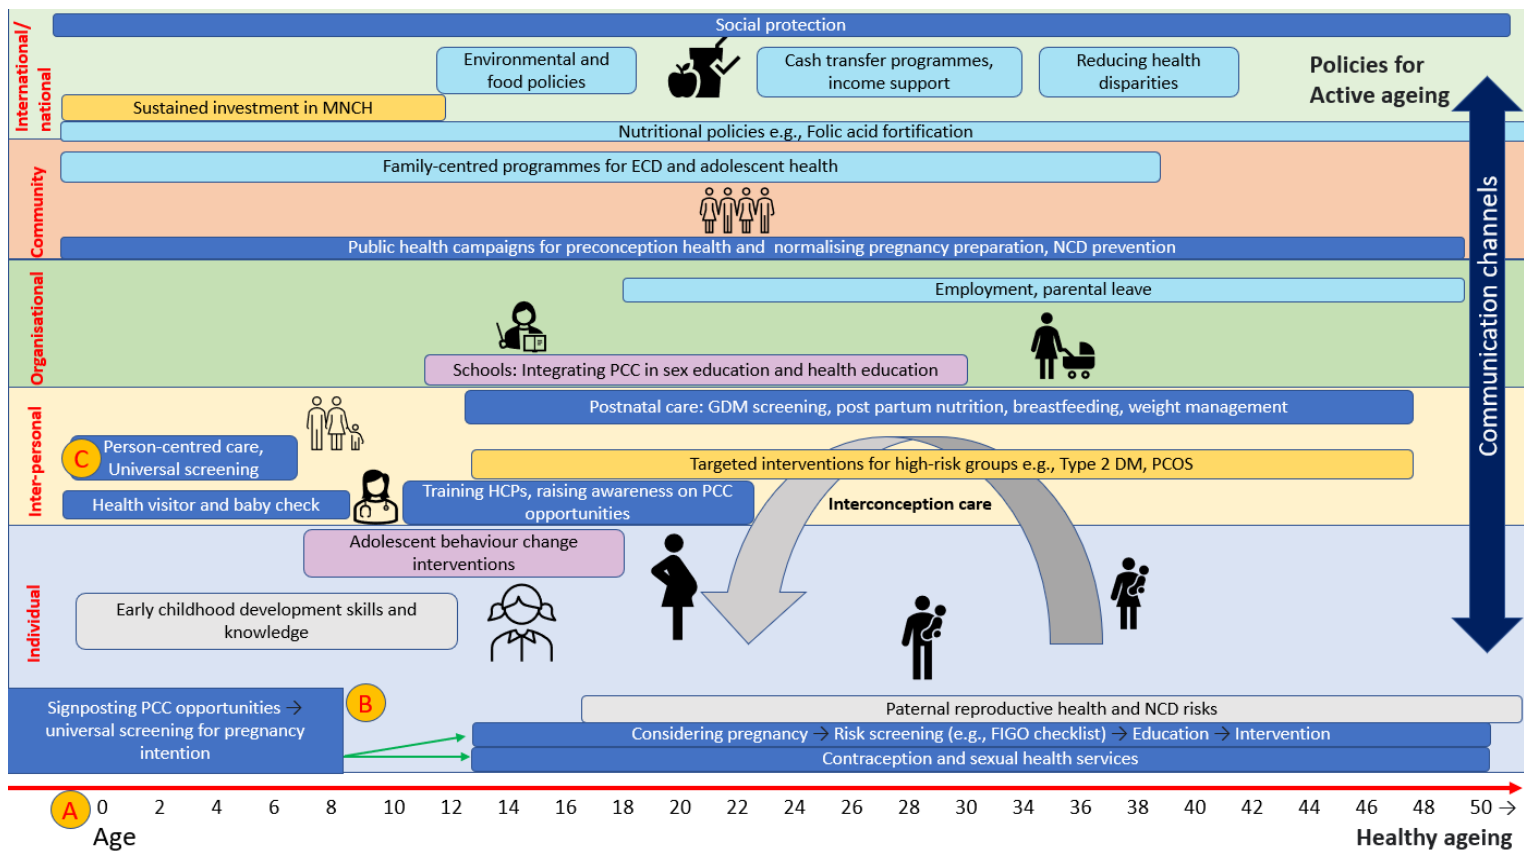 International/
national
Social protection
Environmental and
food policies
Cash transfer programmes,
income support
Reducing health
disparities
Policies for
Active ageing
Sustained investment in MNCH
Nutritional policies e.g., Folic acid fortification
Community
Family-centred programmes for ECD and adolescent health
Public health campaigns for preconception health and normalising pregnancy preparation, NCD prevention
Communication channels
Organisational
Employment, parental leave
Schools: Integrating PCC in sex education and health education
Inter-personal
Postnatal care: GDM screening, post partum nutrition, breastfeeding, weight management
C
Person-centred care,
Universal screening
Targeted interventions for high-risk groups e.g., Type 2 DM, PCOS
Health visitor and baby check
Training HCPs, raising awareness on PCC
opportunities
Interconception care
Individual
Adolescent behaviour change
interventions
Early childhood development skills and
knowledge
Signposting PCC opportunities →
universal screening for pregnancy
intention
B
Paternal reproductive health and NCD risks
Considering pregnancy → Risk screening (e.g., FIGO checklist) → Education → Intervention
Contraception and sexual health services
A
0 2 4 6 8 10 12 14 16 18 20 22 24 26 28 30 34 36 38 40 42 44 46 48 50 →
Age
Healthy ageing